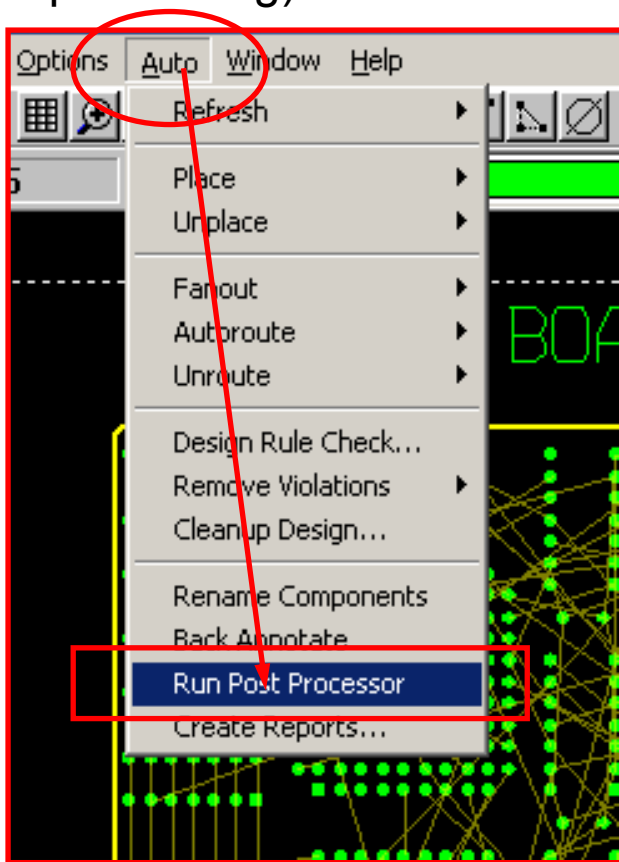 Options Auto Window Help
Refresh
5
Place
Unplace
Fanout
Autoroute
BOA
Unroute
Design Rule Check...
Remove Violations
Cleanup Design...
Rename Components
Back Annotate
Run Post Processor
Create Reports...